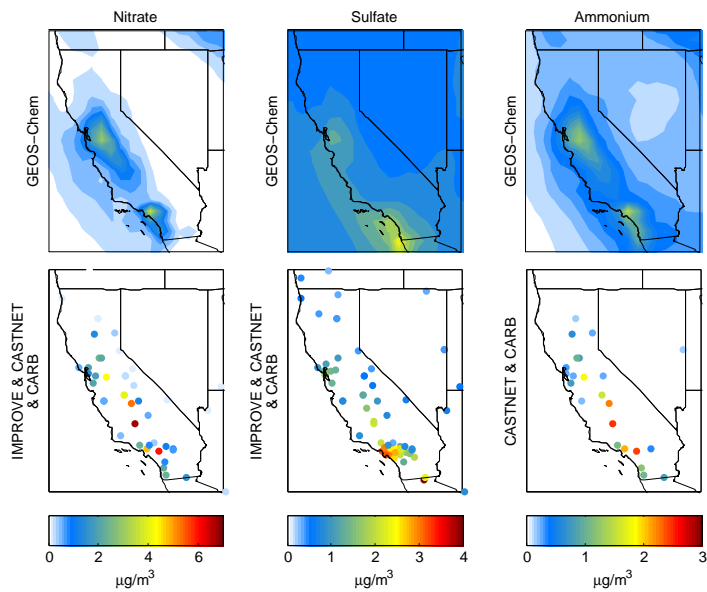 Nitrate
Sulfate
Ammonium
GEOS−Chem
GEOS−Chem
GEOS−Chem
IMPROVE & CASTNET
& CARB
IMPROVE & CASTNET
& CARB
CASTNET & CARB
0 2 4 6
0 1 2 3 4
0 1 2 3
μg/m³
μg/m³
μg/m³